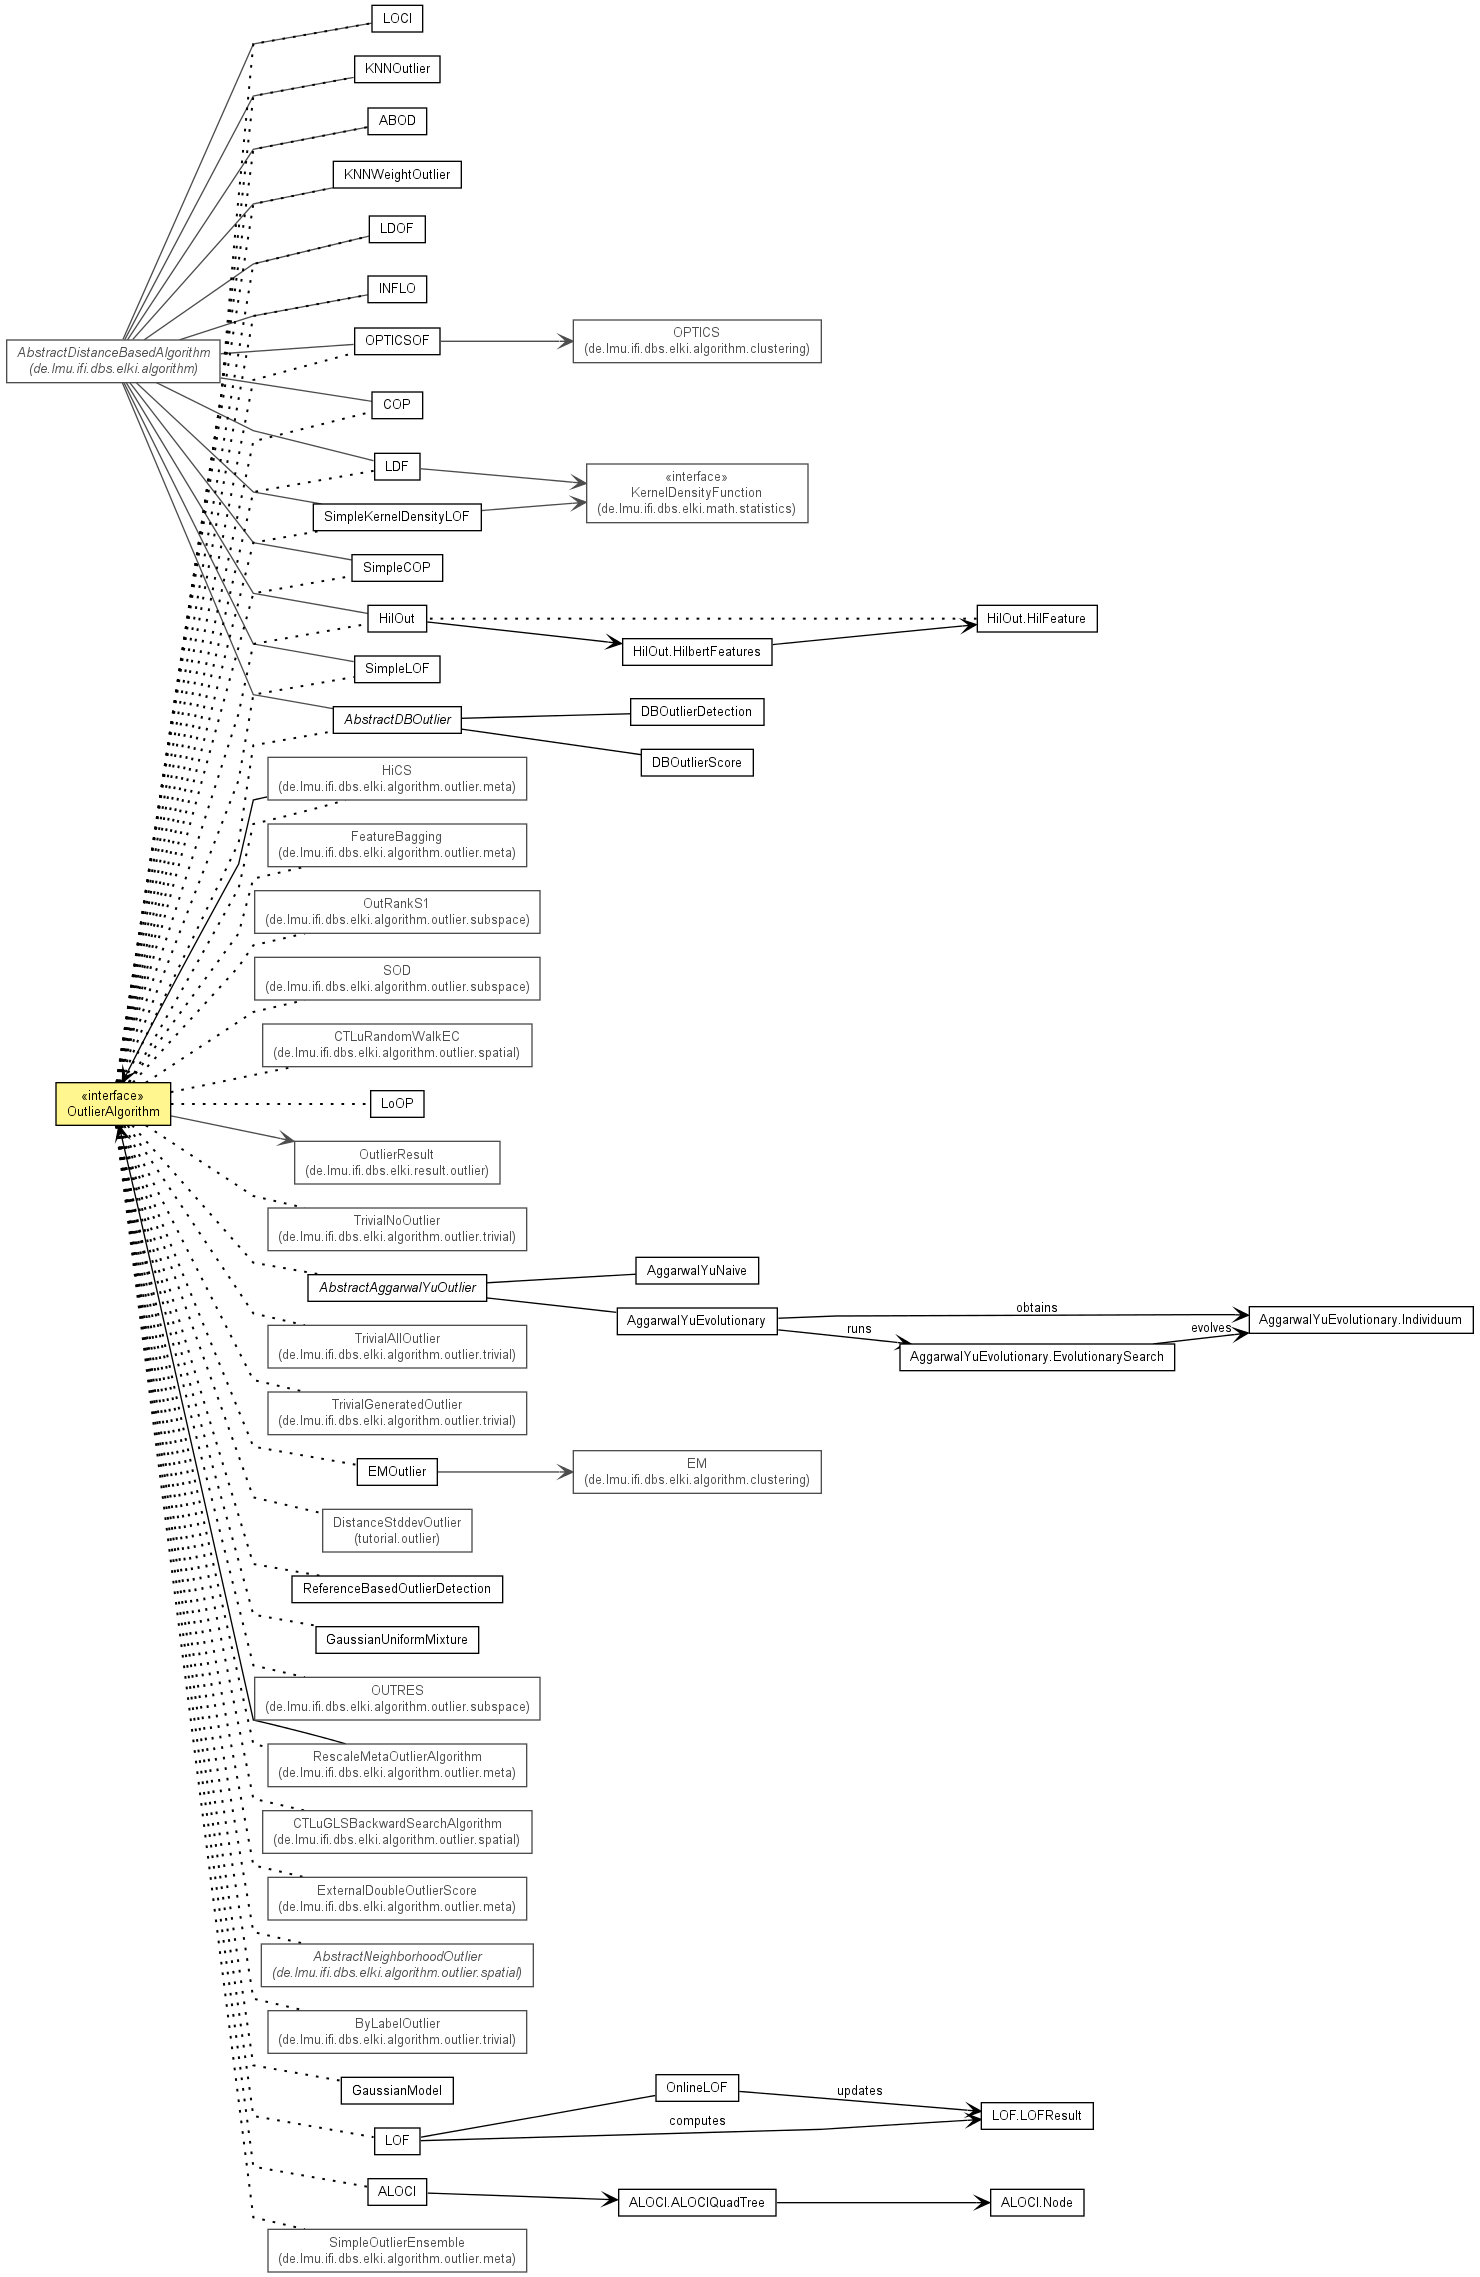 LOCI
KNNOutlier
ABOD
KNNWeightOutlier
LDOF
INFLO
AbstractDistanceBasedAlgorithm
(de.lmu.ifi.dbs.elki.algorithm)
OPTICSOF
OPTICS
(de.lmu.ifi.dbs.elki.algorithm.clustering)
COP
LDF
«interface»
KernelDensityFunction
(de.lmu.ifi.dbs.elki.math.statistics)
SimpleKernelDensityLOF
SimpleCOP
HilOut
HilOut.HilFeature
HilOut.HilbertFeatures
SimpleLOF
AbstractDBOutlier
DBOutlierDetection
DBOutlierScore
HiCS
(de.lmu.ifi.dbs.elki.algorithm.outlier.meta)
FeatureBagging
(de.lmu.ifi.dbs.elki.algorithm.outlier.meta)
OutRankS1
(de.lmu.ifi.dbs.elki.algorithm.outlier.subspace)
SOD
(de.lmu.ifi.dbs.elki.algorithm.outlier.subspace)
CTLuRandomWalkEC
(de.lmu.ifi.dbs.elki.algorithm.outlier.spatial)
«interface»
OutlierAlgorithm
LoOP
OutlierResult
(de.lmu.ifi.dbs.elki.result.outlier)
TrivialNoOutlier
(de.lmu.ifi.dbs.elki.algorithm.outlier.trivial)
AbstractAggarwalYuOutlier
AggarwalYuNaive
AggarwalYuEvolutionary
obtains
runs
evolves
AggarwalYuEvolutionary.Individuum
AggarwalYuEvolutionary.EvolutionarySearch
TrivialAllOutlier
(de.lmu.ifi.dbs.elki.algorithm.outlier.trivial)
TrivialGeneratedOutlier
(de.lmu.ifi.dbs.elki.algorithm.outlier.trivial)
EMOutlier
EM
(de.lmu.ifi.dbs.elki.algorithm.clustering)
DistanceStddevOutlier
(tutorial.outlier)
ReferenceBasedOutlierDetection
GaussianUniformMixture
OUTRES
(de.lmu.ifi.dbs.elki.algorithm.outlier.subspace)
RescaleMetaOutlierAlgorithm
(de.lmu.ifi.dbs.elki.algorithm.outlier.meta)
CTLuGLSBackwardSearchAlgorithm
(de.lmu.ifi.dbs.elki.algorithm.outlier.spatial)
ExternalDoubleOutlierScore
(de.lmu.ifi.dbs.elki.algorithm.outlier.meta)
AbstractNeighborhoodOutlier
(de.lmu.ifi.dbs.elki.algorithm.outlier.spatial)
ByLabelOutlier
(de.lmu.ifi.dbs.elki.algorithm.outlier.trivial)
GaussianModel
OnlineLOF
updates
LOF.LOFResult
computes
LOF
ALOCI
ALOCI.ALOCIQuadTree
ALOCI.Node
SimpleOutlierEnsemble
(de.lmu.ifi.dbs.elki.algorithm.outlier.meta)